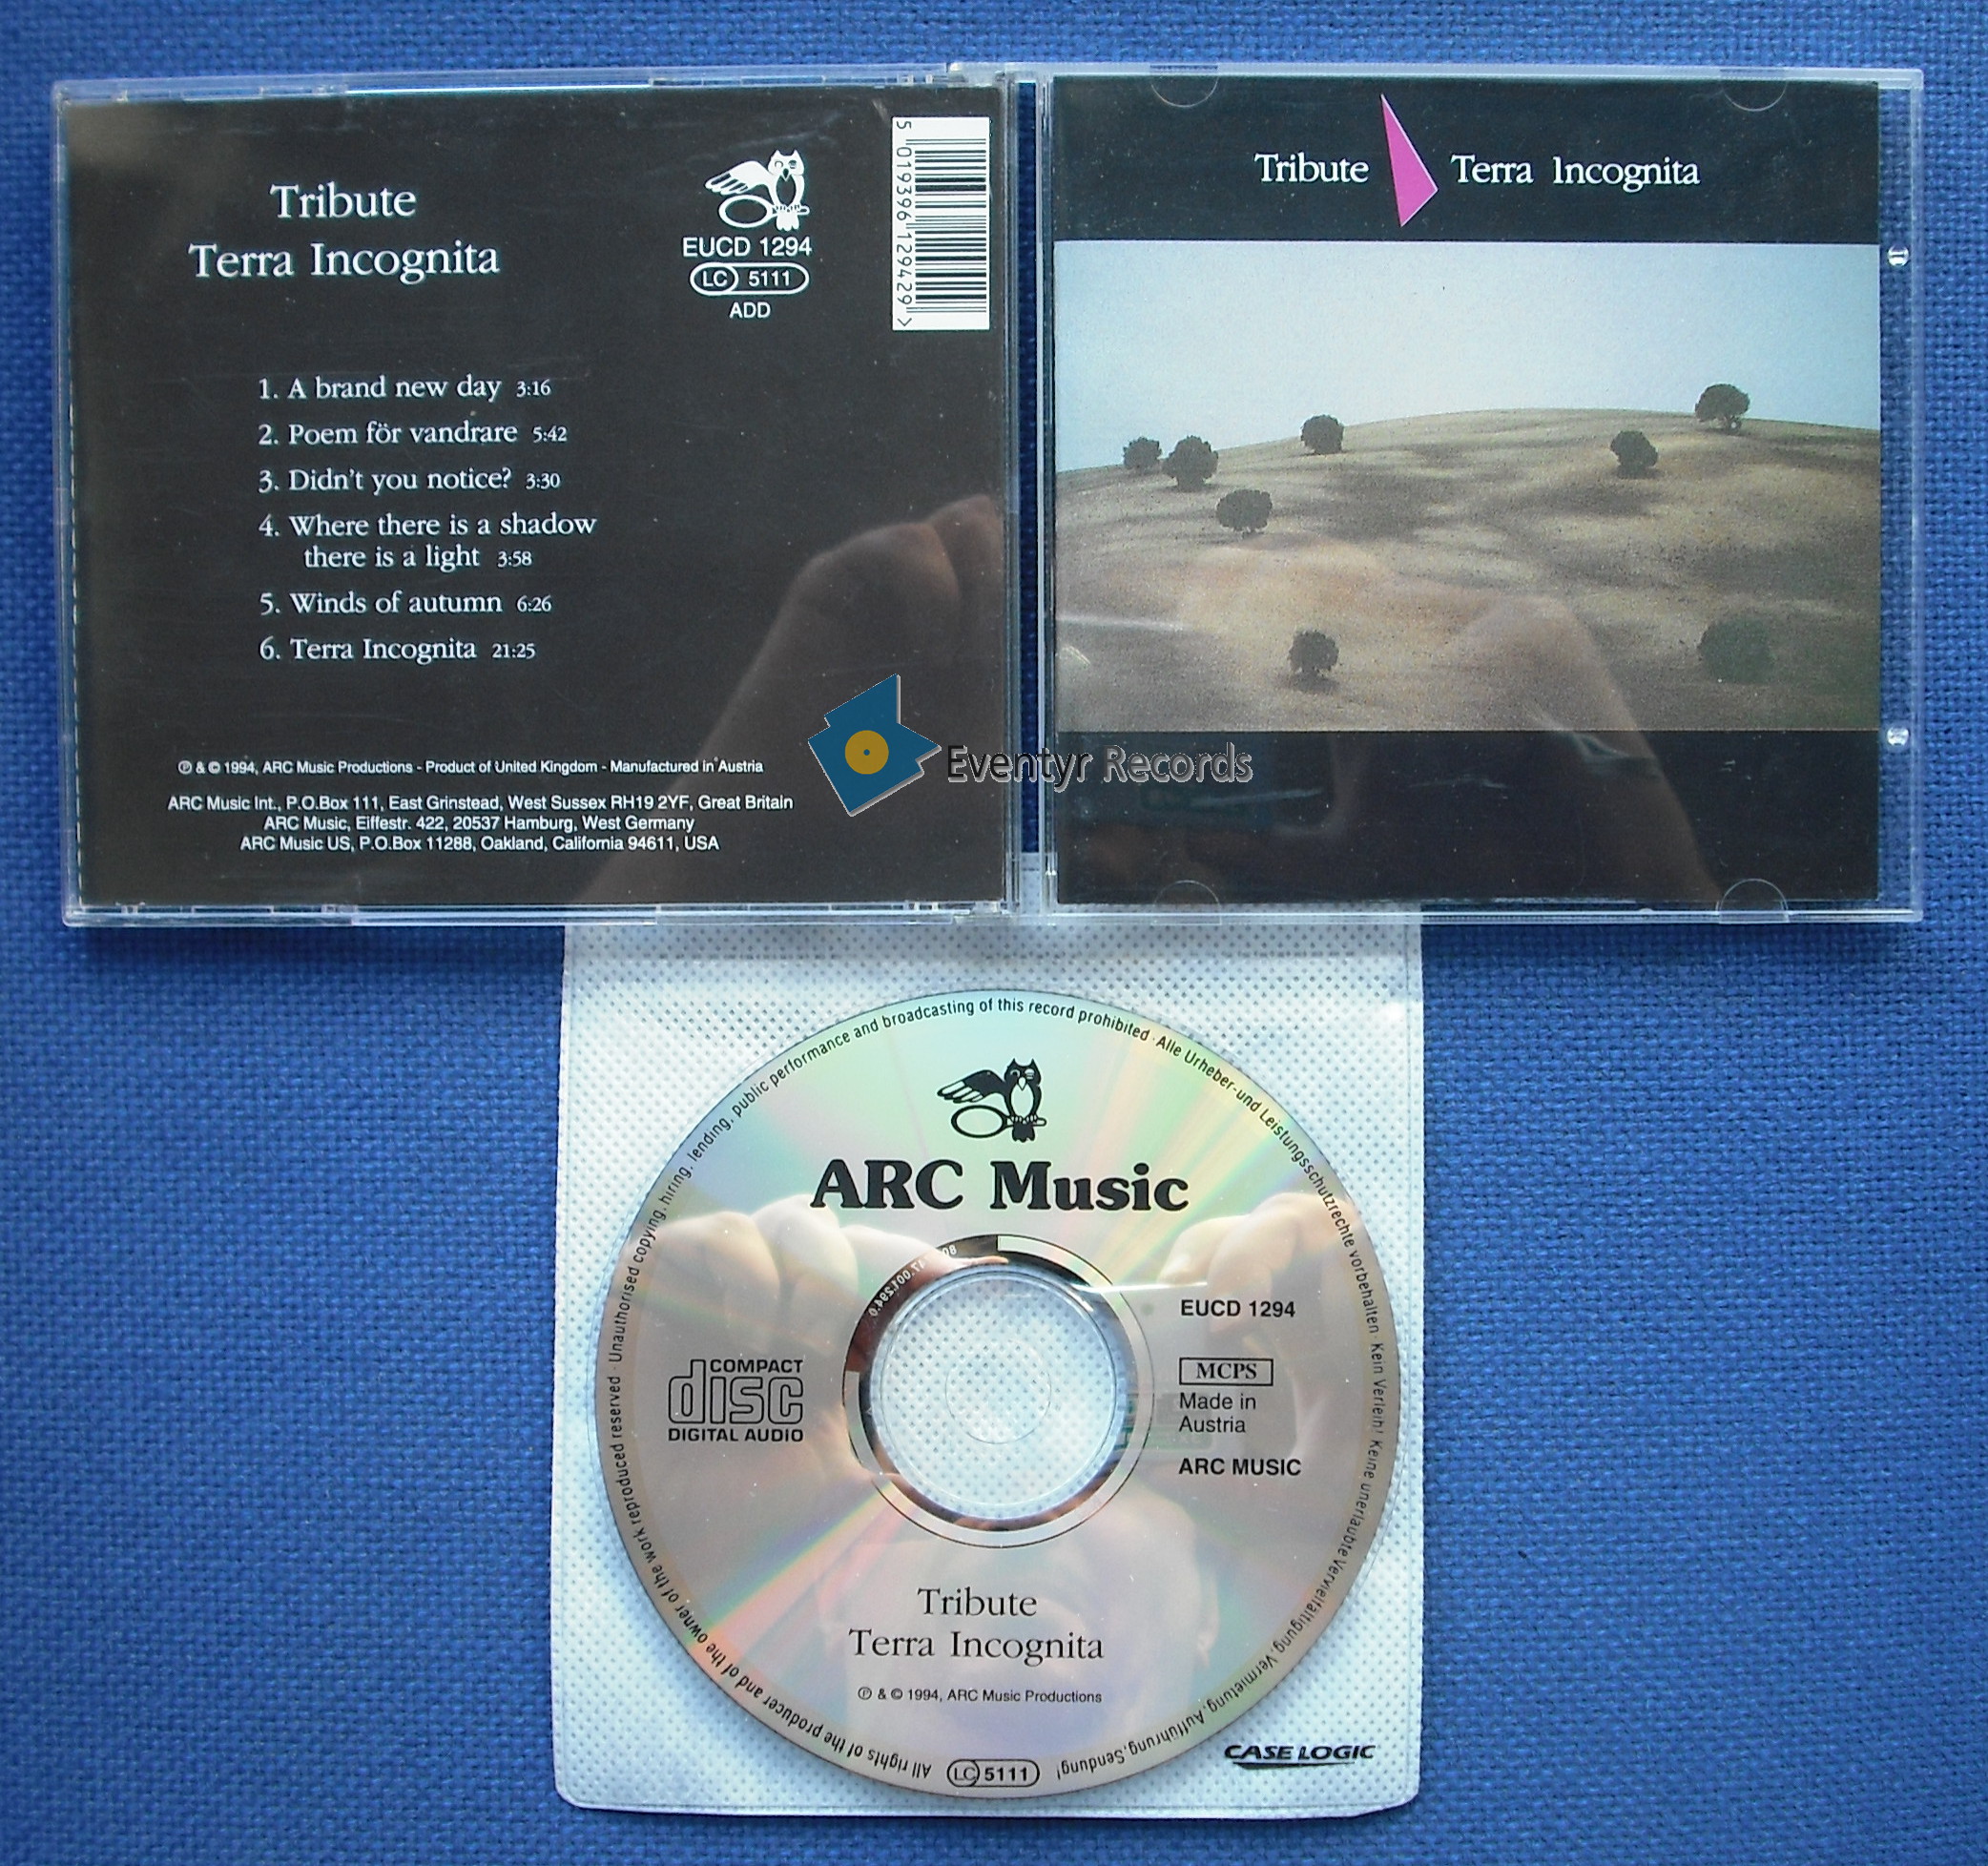 Tribute
Terra Incognita
EUCD 1294
LC 5111
ADD
5 019396 129429 >
1. A brand new day 3:16
2. Poem för vandrare 5:42
3. Didn't you notice? 3:30
4. Where there is a shadow
there is a light 3:58
5. Winds of autumn 6:26
6. Terra Incognita 21:25
℗ & © 1994, ARC Music Productions - Product of United Kingdom - Manufactured in Austria
ARC Music Int., P.O.Box 111, East Grinstead, West Sussex RH19 2YF, Great Britain
ARC Music, Eiffestr. 422, 20537 Hamburg, West Germany
ARC Music US, P.O.Box 11288, Oakland, California 94611, USA
Tribute Terra Incognita
Eventyr Records
All rights of the producer and of the owner of the work reproduced reserved · Unauthorised copying, hiring, lending, public performance and broadcasting of this record prohibited · Alle Urheber-und Leistungsschutzrechte vorbehalten · Kein Verleih! Keine unerlaubte Vervielfältigung, Vermietung, Aufführung, Sendung!
ARC Music
EUCD 1294
COMPACT
disc
DIGITAL AUDIO
MCPS
Made in
Austria
ARC MUSIC
Tribute
Terra Incognita
℗ & © 1994, ARC Music Productions
LC 5111
CASE LOGIC